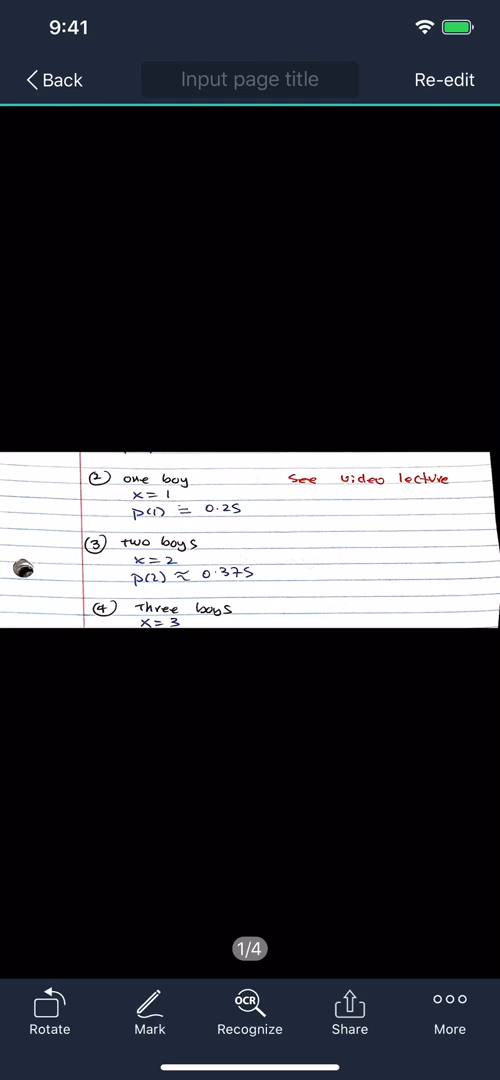 9:41
Back
Input page title
Re-edit
② one boy
x = 1
p(1) ≈ 0.25
See video lecture
③ two boys
x = 2
p(2) ≈ 0.375
④ Three boys
x = 3
1/4
Rotate
Mark
OCR
Recognize
Share
More